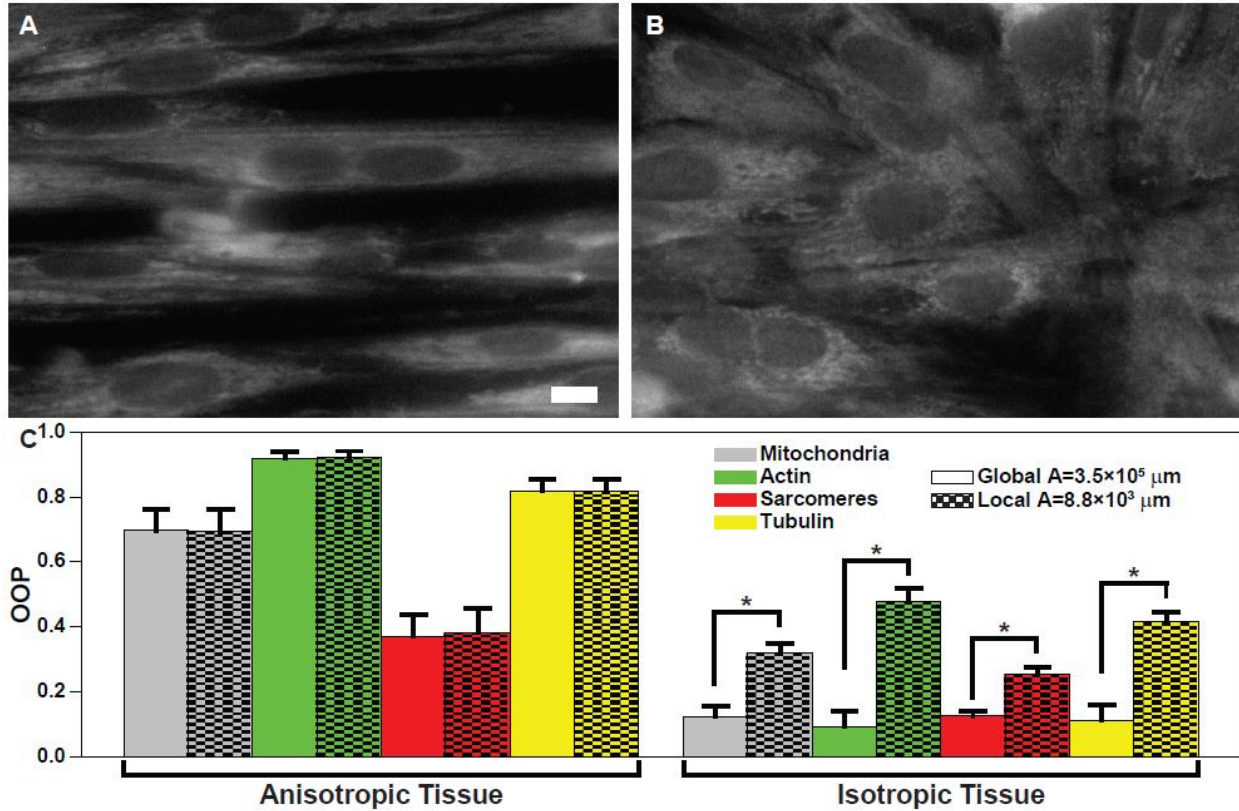 A
B
C
1.0
0.8
0.6
0.4
0.2
0.0
OOP
Mitochondria
Actin
Sarcomeres
Tubulin
Global A=3.5×10⁵ μm
Local A=8.8×10³ μm
*
*
*
*
Anisotropic Tissue
Isotropic Tissue